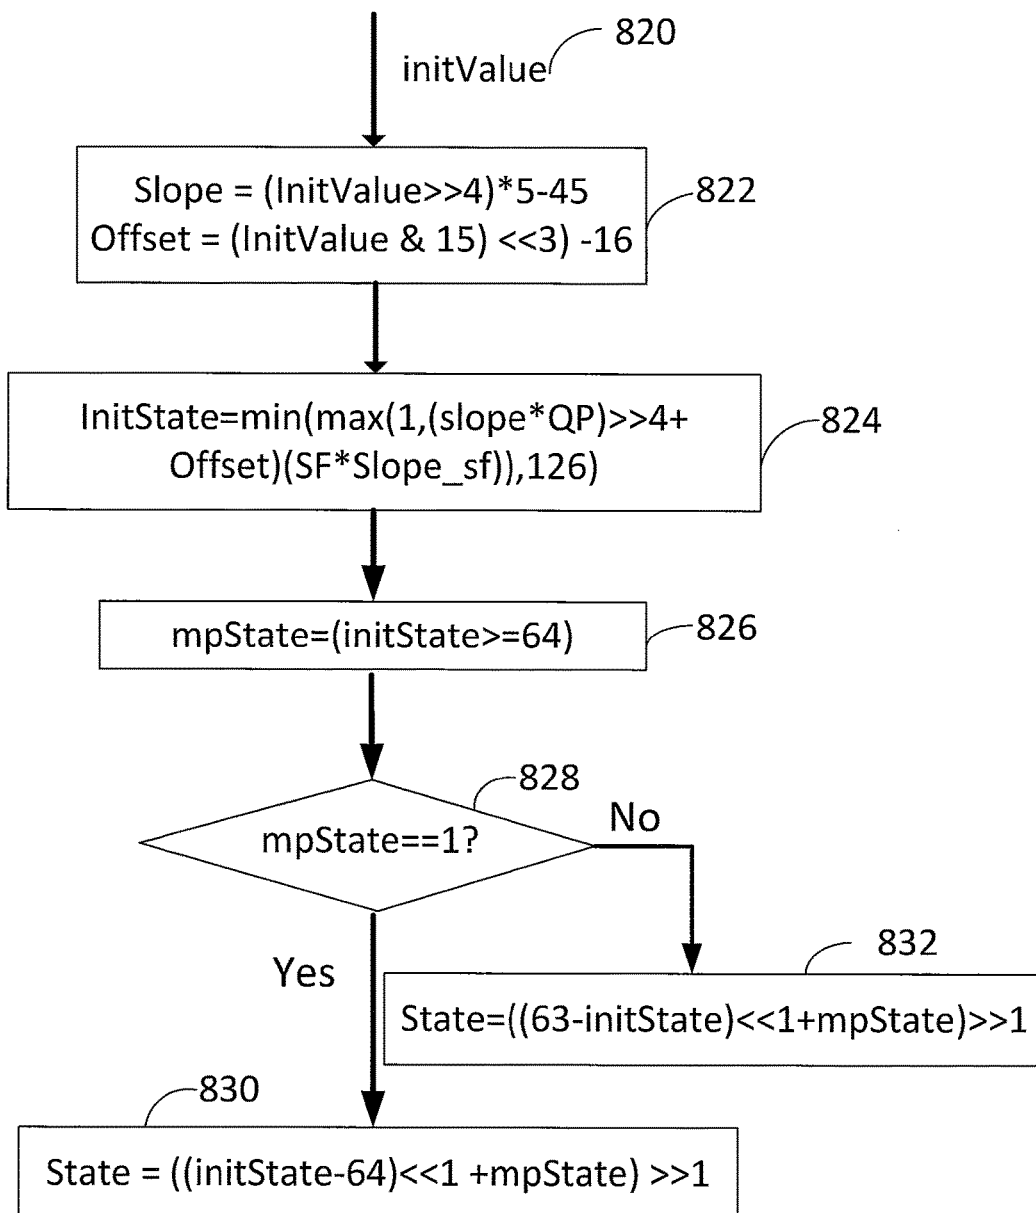 820
initValue
Slope = (InitValue>>4)*5-45
Offset = (InitValue & 15) <<3) -16
822
InitState=min(max(1,(slope*QP)>>4+
Offset)(SF*Slope_sf)),126)
824
mpState=(initState>=64)
826
828
mpState==1?
No
Yes
832
State=((63-initState)<<1+mpState)>>1
830
State = ((initState-64)<<1 +mpState) >>1